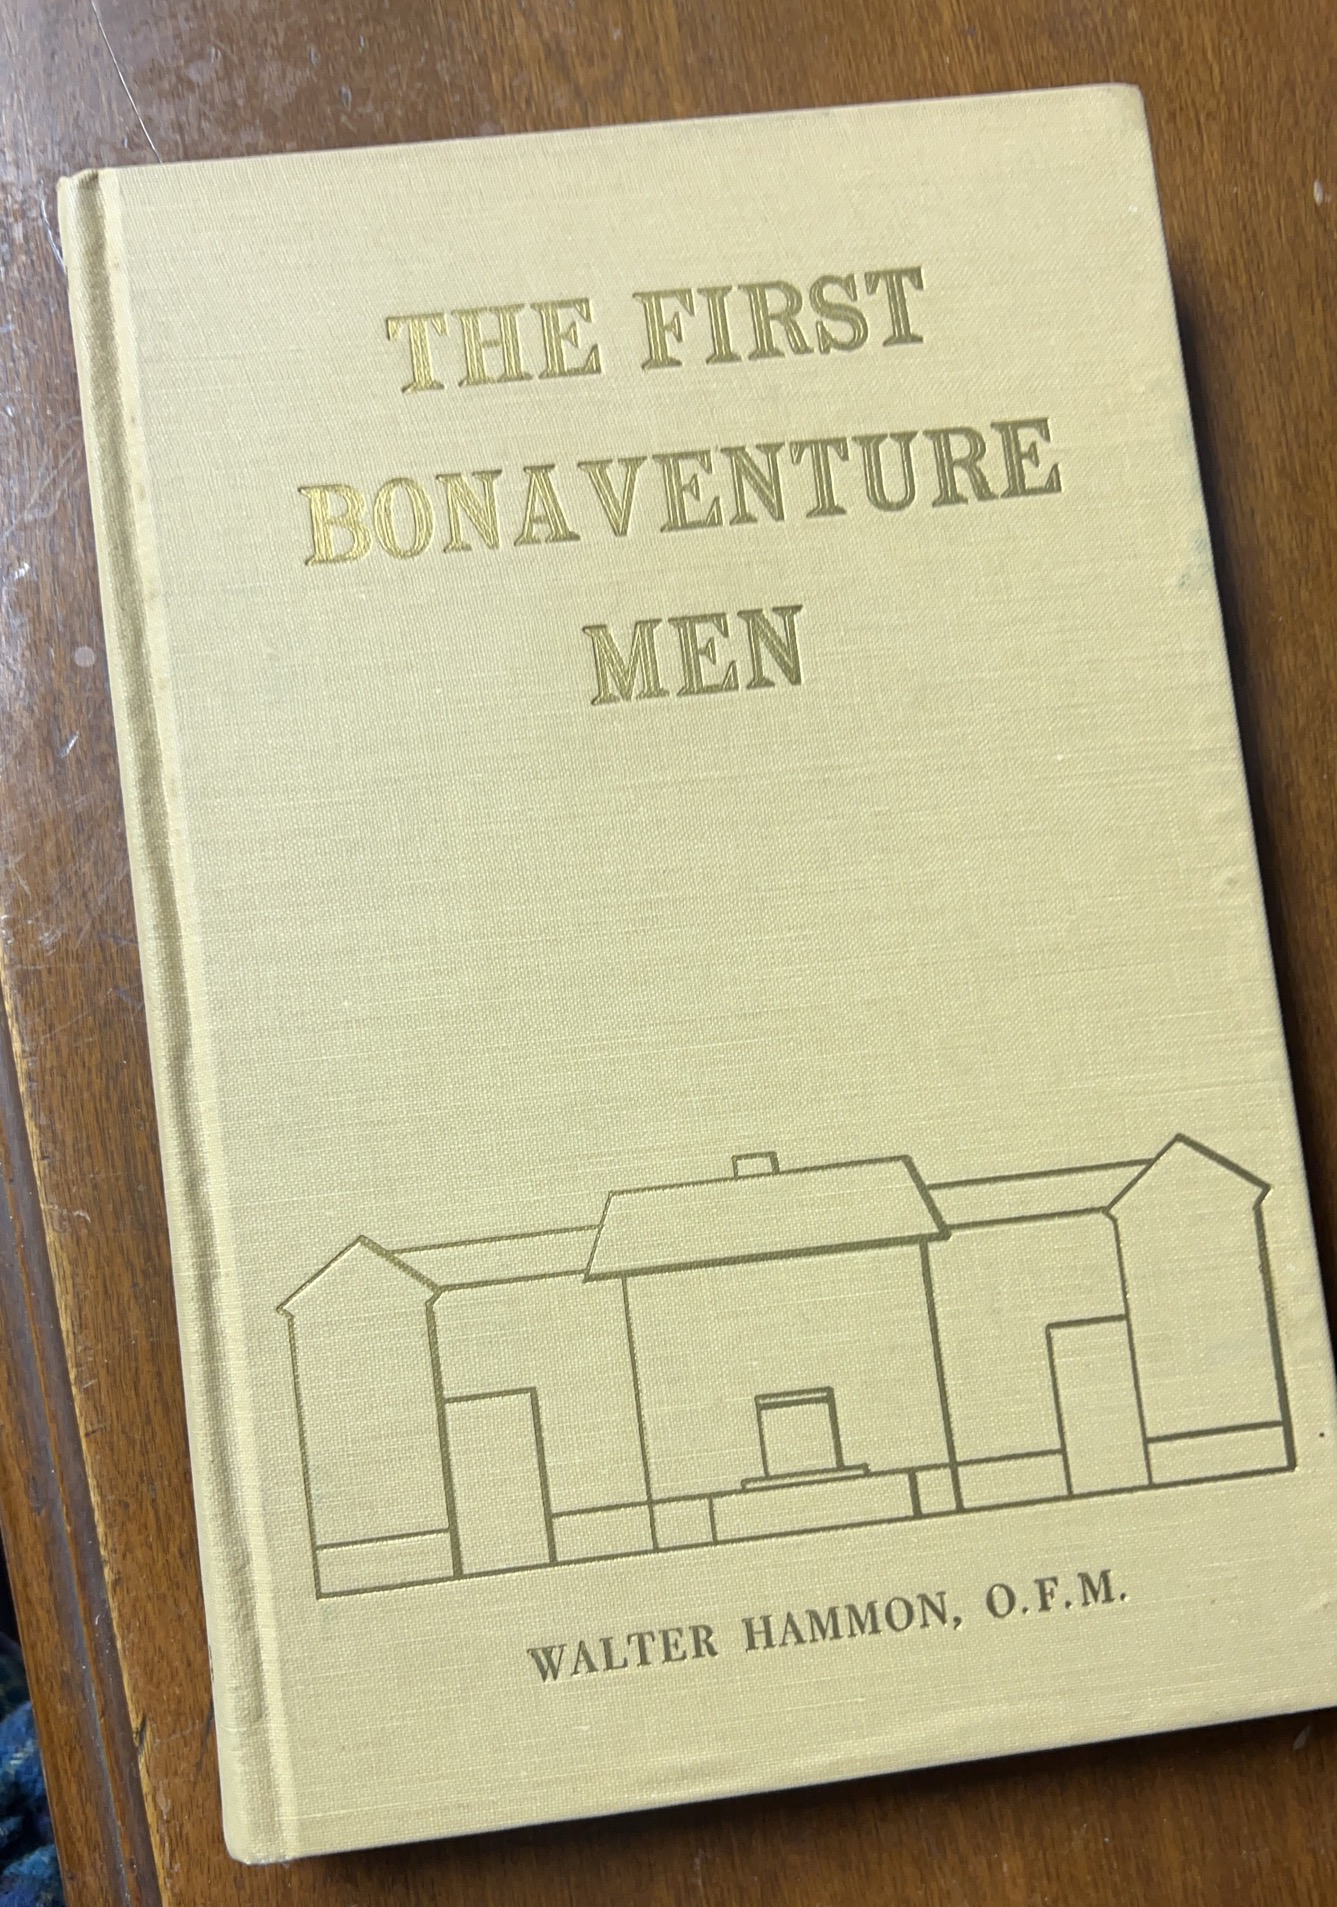 THE FIRST
BONAVENTURE
MEN
WALTER HAMMON, O.F.M.